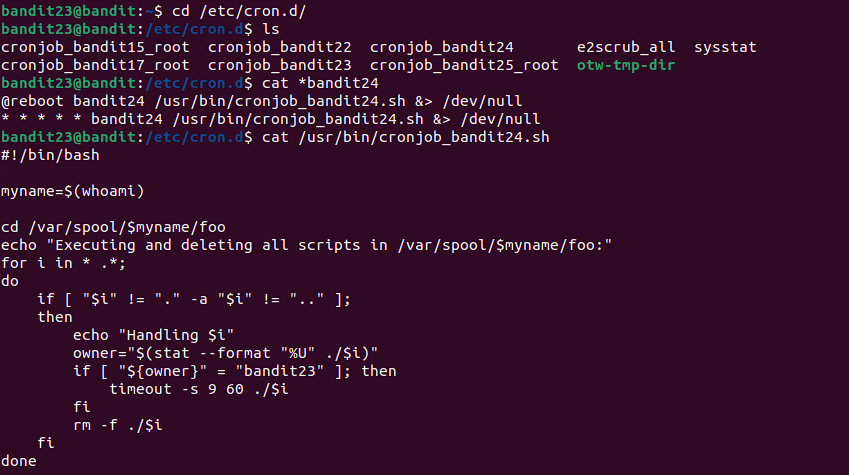 bandit23@bandit:~$ cd /etc/cron.d/
bandit23@bandit:/etc/cron.d$ ls
cronjob_bandit15_root  cronjob_bandit22  cronjob_bandit24       e2scrub_all  sysstat
cronjob_bandit17_root  cronjob_bandit23  cronjob_bandit25_root  otw-tmp-dir
bandit23@bandit:/etc/cron.d$ cat *bandit24
@reboot bandit24 /usr/bin/cronjob_bandit24.sh &> /dev/null
* * * * * bandit24 /usr/bin/cronjob_bandit24.sh &> /dev/null
bandit23@bandit:/etc/cron.d$ cat /usr/bin/cronjob_bandit24.sh
#!/bin/bash

myname=$(whoami)

cd /var/spool/$myname/foo
echo "Executing and deleting all scripts in /var/spool/$myname/foo:"
for i in * .*;
do
    if [ "$i" != "." -a "$i" != ".." ];
    then
        echo "Handling $i"
        owner="$(stat --format "%U" ./$i)"
        if [ "${owner}" = "bandit23" ]; then
            timeout -s 9 60 ./$i
        fi
        rm -f ./$i
    fi
done